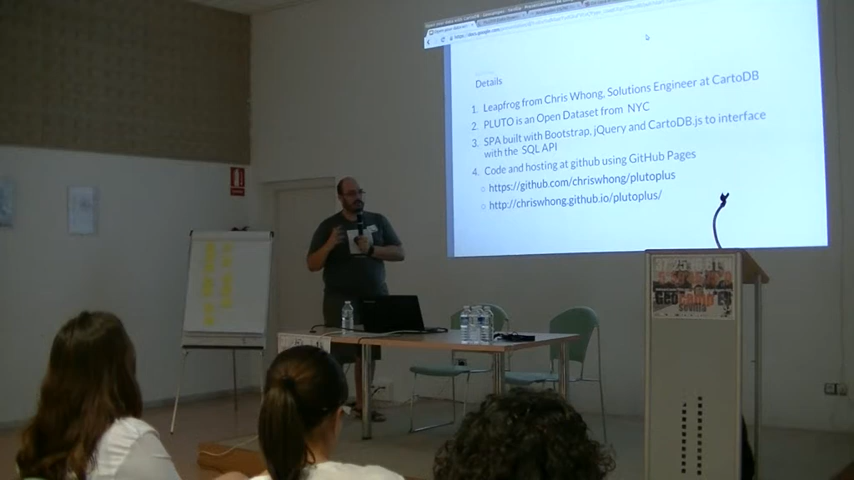 Details
1. Leapfrog from Chris Whong, Solutions Engineer at CartoDB
2. PLUTO is an Open Dataset from NYC
3. SPA built with Bootstrap, jQuery and CartoDB.js to interface
with the SQL API
4. Code and hosting at github using GitHub Pages
https://github.com/chriswhong/plutoplus
http://chriswhong.github.io/plutoplus/
Sevilla